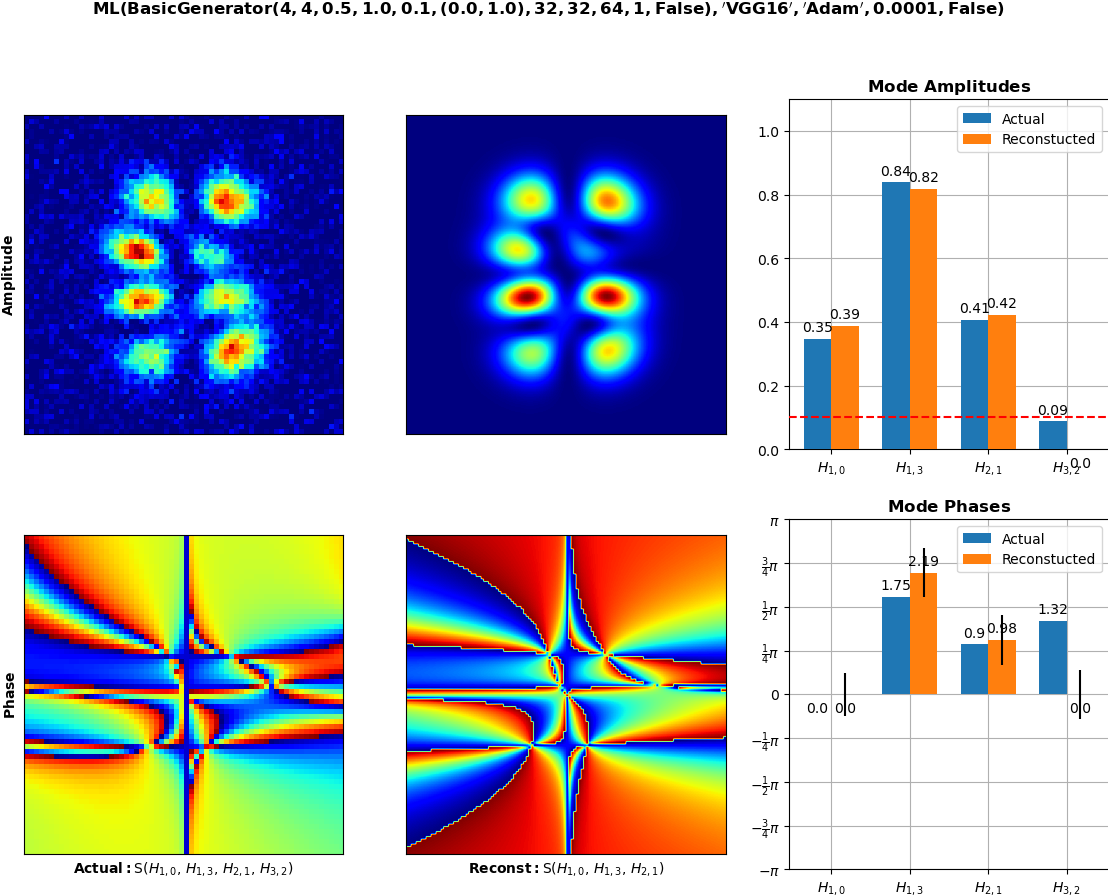 ML(BasicGenerator(4, 4, 0.5, 1.0, 0.1, (0.0, 1.0), 32, 32, 64, 1, False), ′VGG16′, ′Adam′, 0.0001, False)
Amplitude
Mode Amplitudes
Actual
Reconstucted
1.0
0.8
0.6
0.4
0.2
0.0
0.35
0.39
0.84
0.82
0.41
0.42
0.09
0.0
H1,0
H1,3
H2,1
H3,2
Phase
Actual: S(H1,0, H1,3, H2,1, H3,2)
Reconst: S(H1,0, H1,3, H2,1)
Mode Phases
Actual
Reconstucted
π
3/4π
1/2π
1/4π
0
−1/4π
−1/2π
−3/4π
−π
0.0
0.0
1.75
2.19
0.9
0.98
1.32
0.0
H1,0
H1,3
H2,1
H3,2